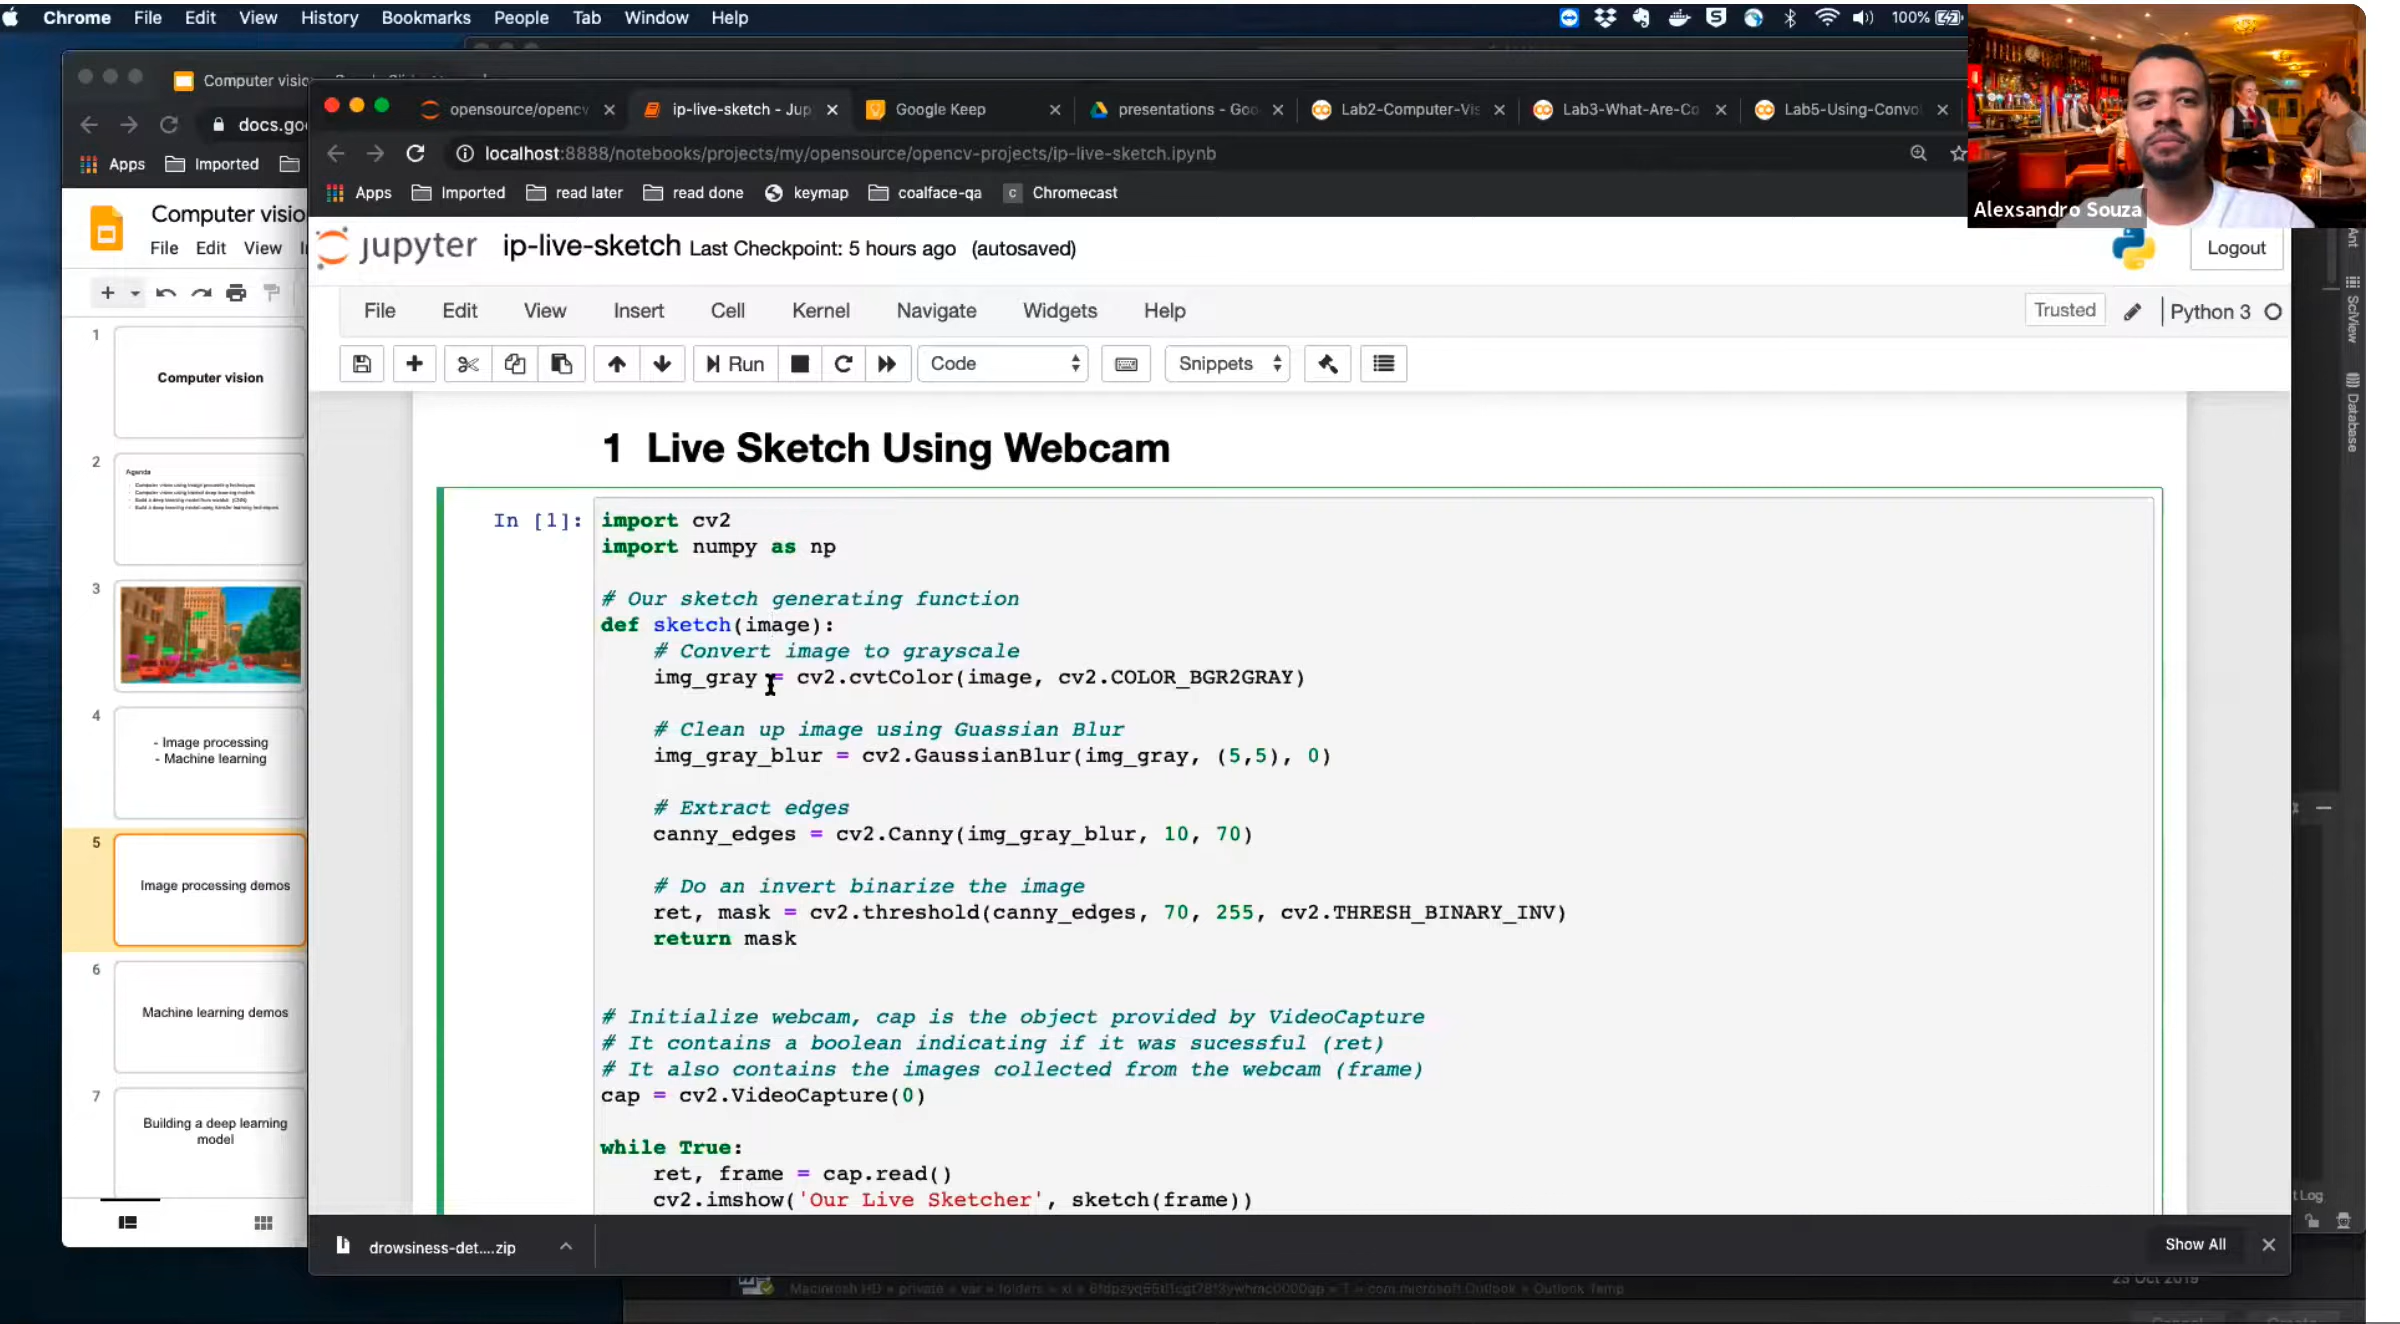 Chrome File Edit View History Bookmarks People Tab Window Help
100%
Computer visio
docs.goo
Apps Imported
Computer visio
File Edit View
1
Computer vision
2
Agenda
3
4
- Image processing
- Machine learning
5
Image processing demos
6
Machine learning demos
7
Building a deep learning
model
opensource/opencv
ip-live-sketch - Jup
Google Keep
presentations - Goo
Lab2-Computer-Vis
Lab3-What-Are-Co
Lab5-Using-Convol
localhost:8888/notebooks/projects/my/opensource/opencv-projects/ip-live-sketch.ipynb
Apps Imported read later read done keymap coalface-qa c Chromecast
Alexsandro Souza
jupyter ip-live-sketch Last Checkpoint: 5 hours ago (autosaved)
Logout
File Edit View Insert Cell Kernel Navigate Widgets Help
Trusted
Python 3
Run
Code
Snippets
1 Live Sketch Using Webcam
In [1]:
import cv2
import numpy as np
# Our sketch generating function
def sketch(image):
# Convert image to grayscale
img_gray = cv2.cvtColor(image, cv2.COLOR_BGR2GRAY)
# Clean up image using Guassian Blur
img_gray_blur = cv2.GaussianBlur(img_gray, (5,5), 0)
# Extract edges
canny_edges = cv2.Canny(img_gray_blur, 10, 70)
# Do an invert binarize the image
ret, mask = cv2.threshold(canny_edges, 70, 255, cv2.THRESH_BINARY_INV)
return mask
# Initialize webcam, cap is the object provided by VideoCapture
# It contains a boolean indicating if it was sucessful (ret)
# It also contains the images collected from the webcam (frame)
cap = cv2.VideoCapture(0)
while True:
ret, frame = cap.read()
cv2.imshow('Our Live Sketcher', sketch(frame))
drowsiness-det....zip
Show All
Ant
SciView
Database
t Log